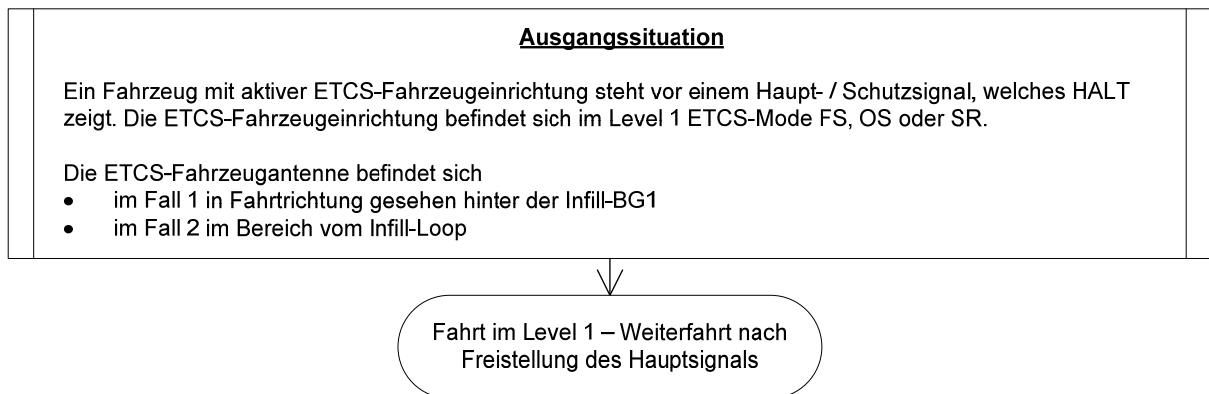 Ausgangssituation
Ein Fahrzeug mit aktiver ETCS-Fahrzeugeinrichtung steht vor einem Haupt- / Schutzsignal, welches HALT
zeigt. Die ETCS-Fahrzeugeinrichtung befindet sich im Level 1 ETCS-Mode FS, OS oder SR.
Die ETCS-Fahrzeugantenne befindet sich
• im Fall 1 in Fahrtrichtung gesehen hinter der Infill-BG1
• im Fall 2 im Bereich vom Infill-Loop
Fahrt im Level 1 – Weiterfahrt nach
Freistellung des Hauptsignals